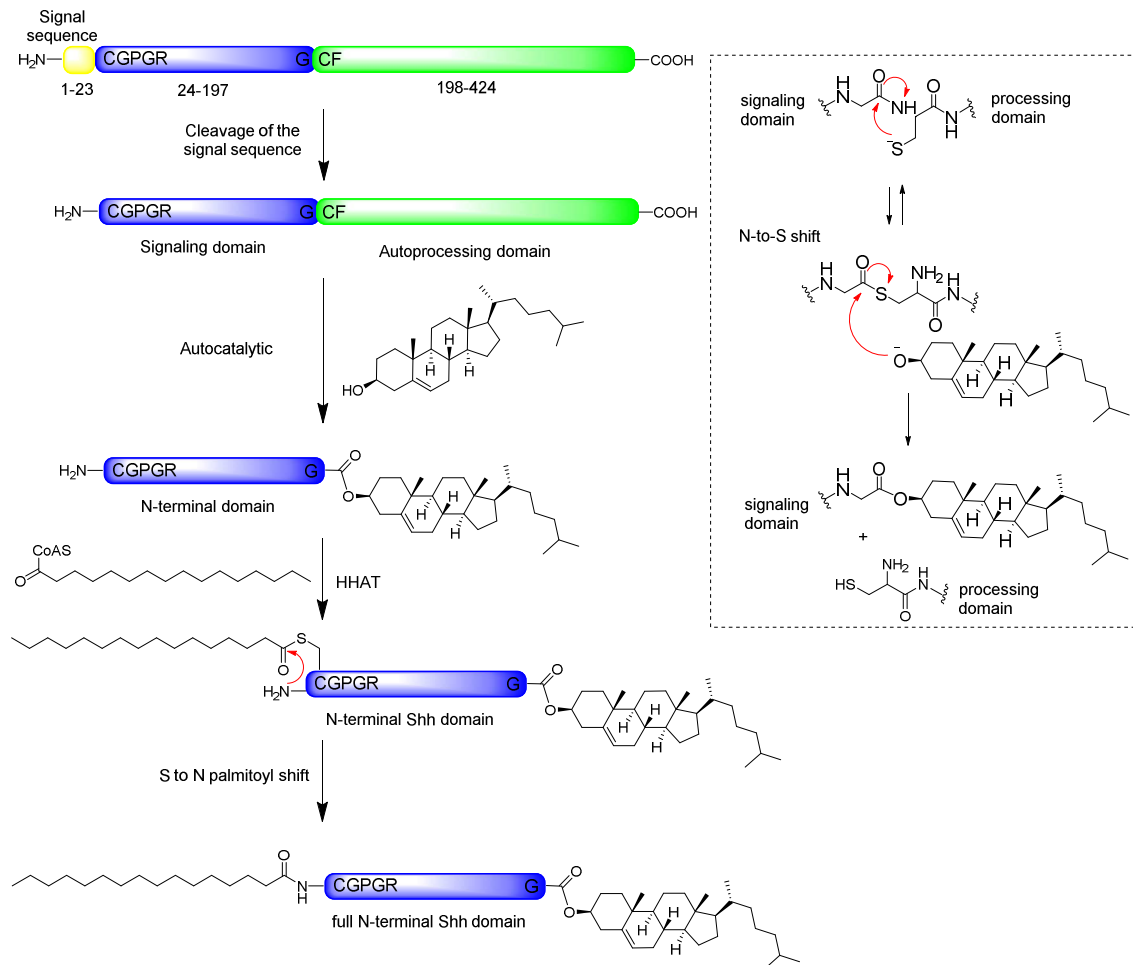 Signal
sequence
H₂N
CGPGR
G
CF
COOH
1-23
24-197
198-424
Cleavage of the
signal sequence
H₂N
CGPGR
G
CF
COOH
Signaling domain
Autoprocessing domain
Autocatalytic
H
H
H
HO
H₂N
CGPGR
G
O
O
H
H
H
N-terminal domain
CoAS
O
HHAT
S
O
H₂N
CGPGR
G
O
O
H
H
H
N-terminal Shh domain
S to N palmitoyl shift
O
N
H
CGPGR
G
O
O
H
H
H
full N-terminal Shh domain
signaling
domain
H
N
O
NH
O
N
H
⁻S
processing
domain
N-to-S shift
H
N
O
S
NH₂
H
N
O
⁻O
H
H
H
signaling
domain
H
N
O
O
H
H
H
+
HS
NH₂
H
N
O
processing
domain